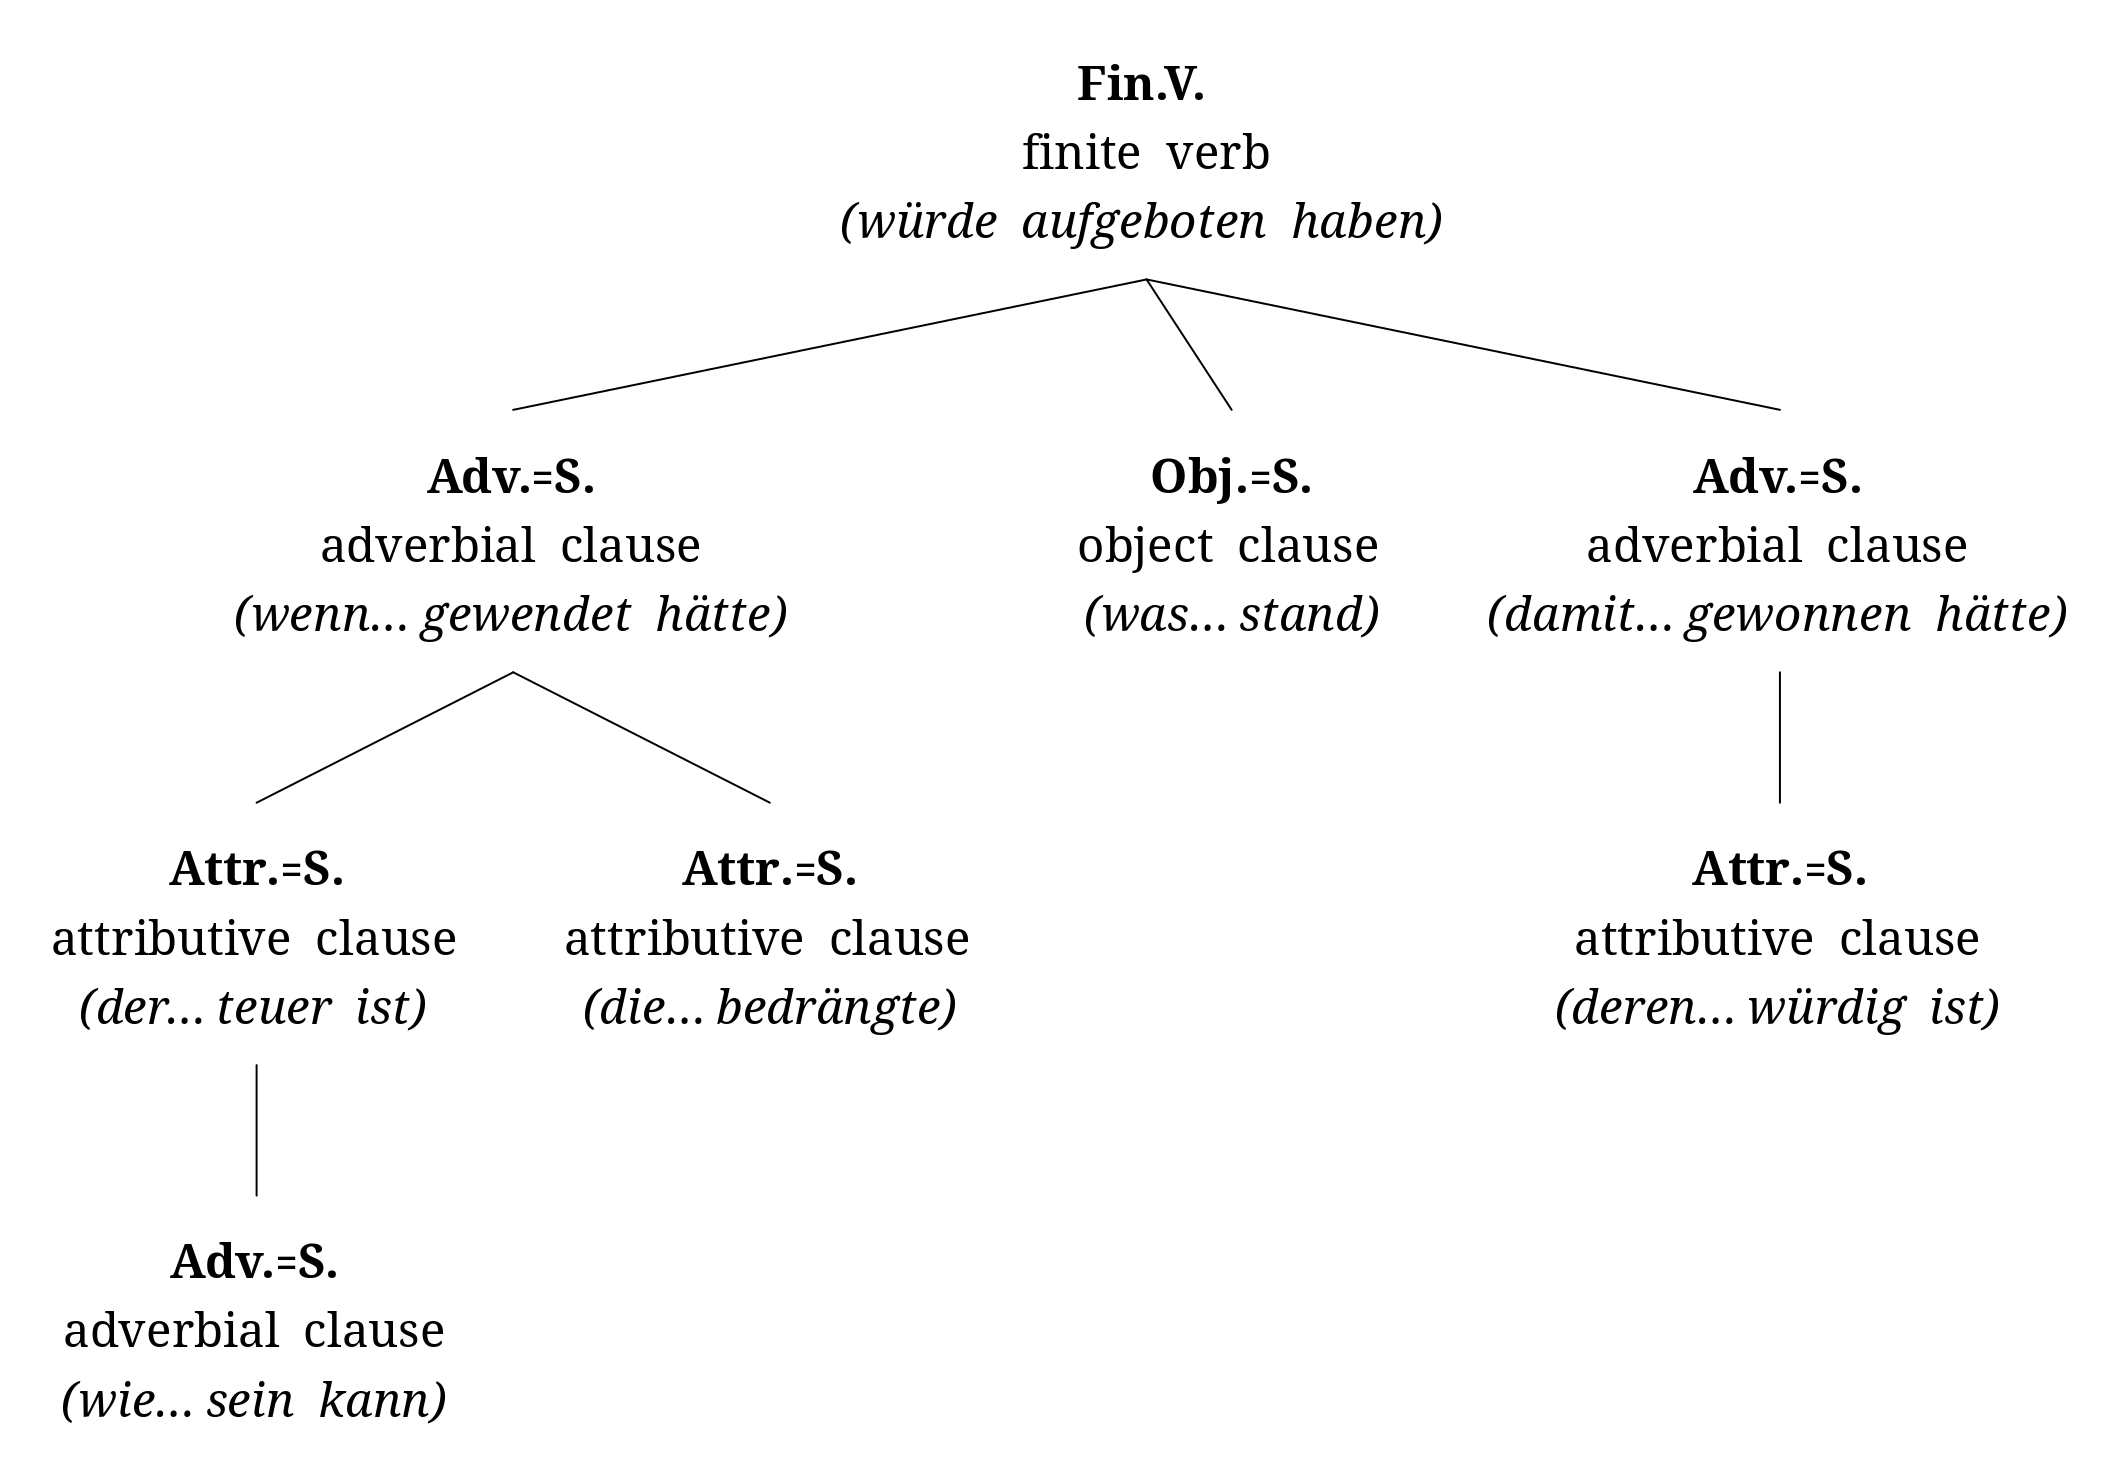 Fin.V.
finite verb
(würde aufgeboten haben)
Adv.=S.
adverbial clause
(wenn… gewendet hätte)
Obj.=S.
object clause
(was… stand)
Adv.=S.
adverbial clause
(damit… gewonnen hätte)
Attr.=S.
attributive clause
(der… teuer ist)
Attr.=S.
attributive clause
(die… bedrängte)
Attr.=S.
attributive clause
(deren… würdig ist)
Adv.=S.
adverbial clause
(wie… sein kann)